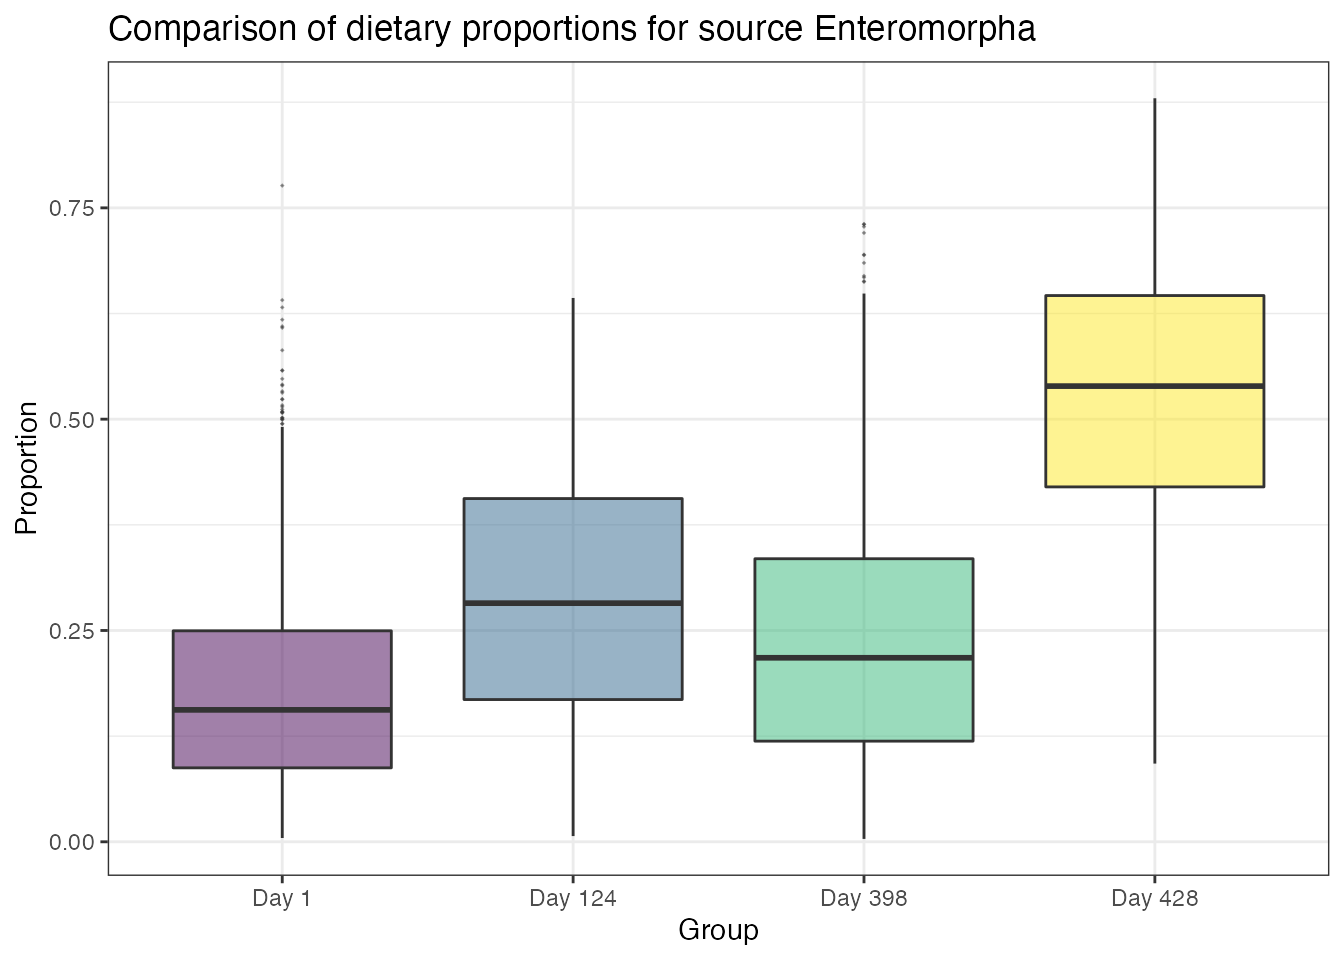 Comparison of dietary proportions for source Enteromorpha
Proportion
0.75
0.50
0.25
0.00
Day 1
Day 124
Day 398
Day 428
Group